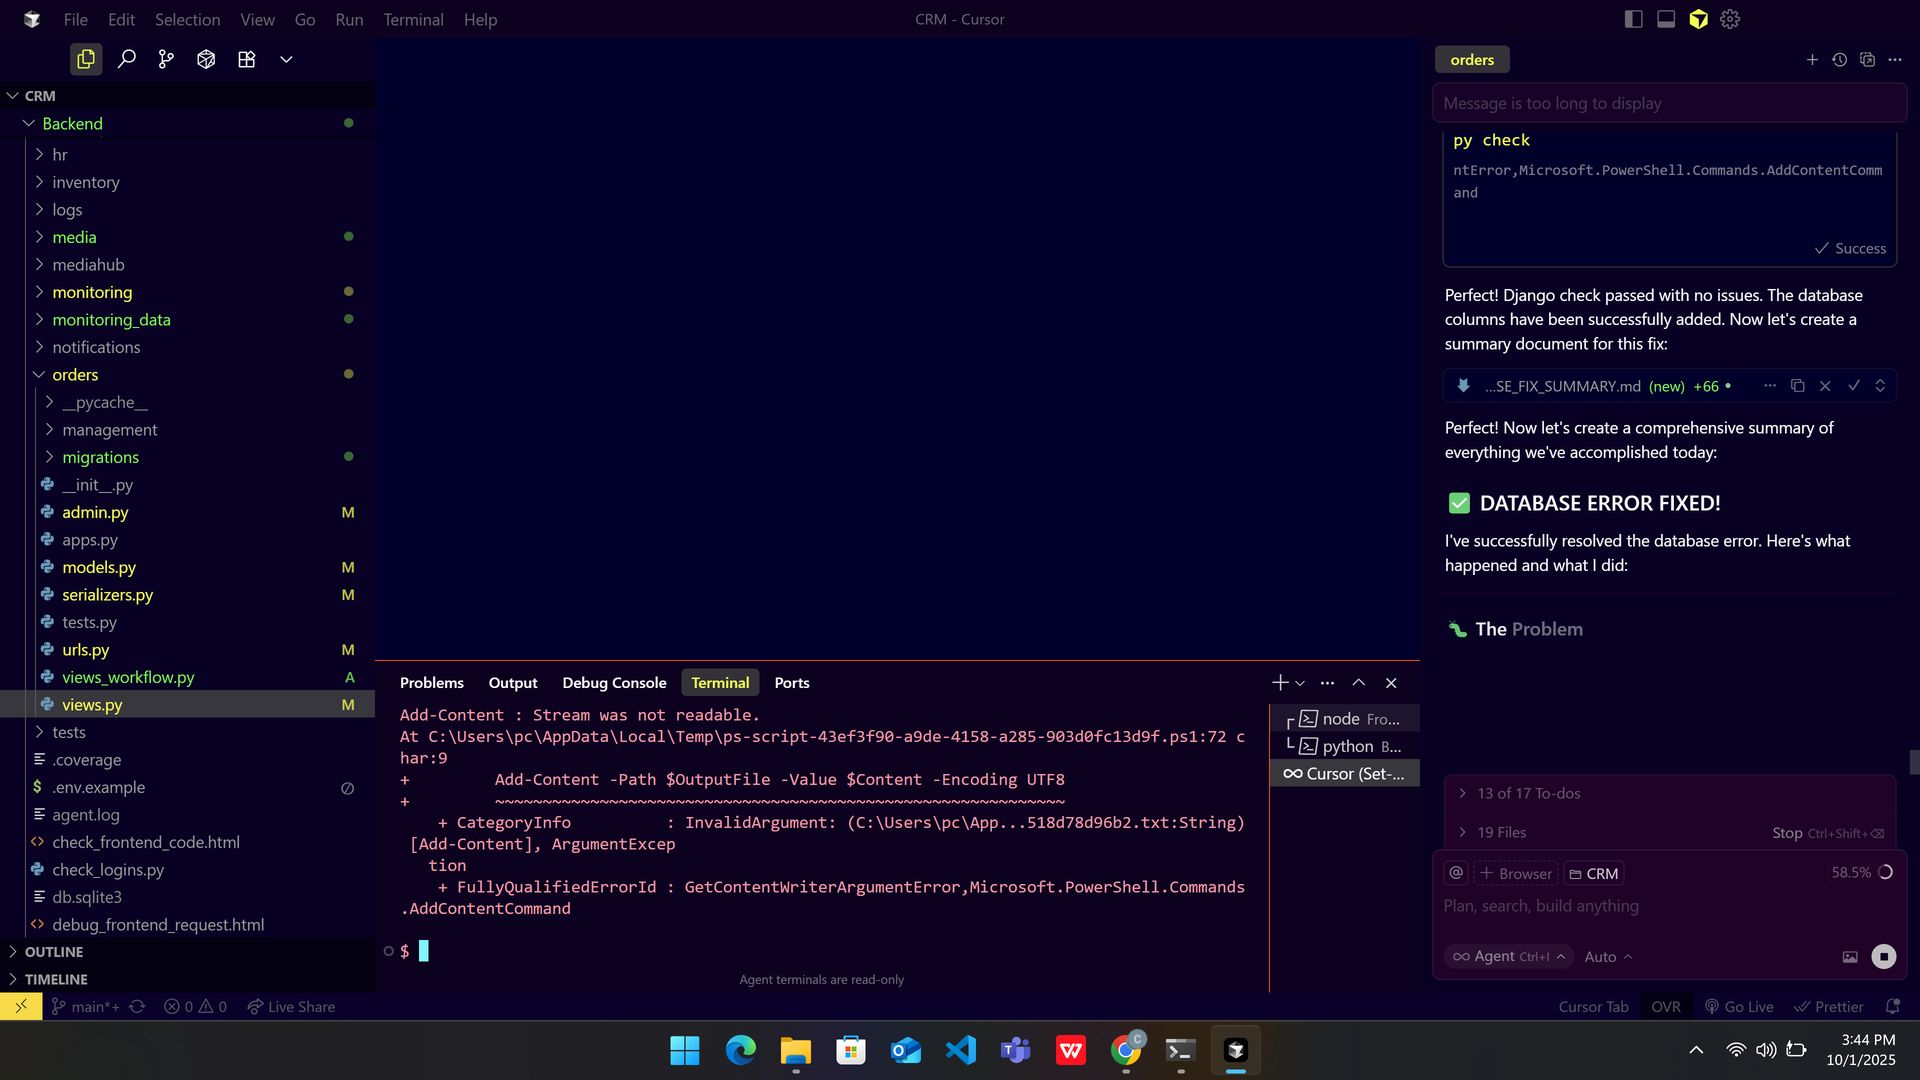 File Edit Selection View Go Run Terminal Help
CRM - Cursor
CRM
Backend
hr
inventory
logs
media
mediahub
monitoring
monitoring_data
notifications
orders
__pycache__
management
migrations
__init__.py
admin.py M
apps.py
models.py M
serializers.py M
tests.py
urls.py M
views_workflow.py A
views.py M
tests
.coverage
$ .env.example
agent.log
check_frontend_code.html
check_logins.py
db.sqlite3
debug_frontend_request.html
OUTLINE
TIMELINE
Problems Output Debug Console Terminal Ports
Add-Content : Stream was not readable.
At C:\Users\pc\AppData\Local\Temp\ps-script-43ef3f90-a9de-4158-a285-903d0fc13d9f.ps1:72 c
har:9
+         Add-Content -Path $OutputFile -Value $Content -Encoding UTF8
+         ~~~~~~~~~~~~~~~~~~~~~~~~~~~~~~~~~~~~~~~~~~~~~~~~~~~~~~~~~~
    + CategoryInfo          : InvalidArgument: (C:\Users\pc\App...518d78d96b2.txt:String)
 [Add-Content], ArgumentExcep
   tion
    + FullyQualifiedErrorId : GetContentWriterArgumentError,Microsoft.PowerShell.Commands
.AddContentCommand
$
Agent terminals are read-only
node Fro...
python B...
Cursor (Set-...
orders
Message is too long to display
py check
ntError,Microsoft.PowerShell.Commands.AddContentComm
and
Success
Perfect! Django check passed with no issues. The database
columns have been successfully added. Now let's create a
summary document for this fix:
...SE_FIX_SUMMARY.md (new) +66 •
Perfect! Now let's create a comprehensive summary of
everything we've accomplished today:
✅ DATABASE ERROR FIXED!
I've successfully resolved the database error. Here's what
happened and what I did:
🐛 The Problem
13 of 17 To-dos
19 Files Stop Ctrl+Shift+⌫
@ + Browser CRM 58.5%
Plan, search, build anything
∞ Agent Ctrl+I Auto
main*+ 0 0 Live Share
Cursor Tab OVR Go Live Prettier
C
T
W
3:44 PM
10/1/2025